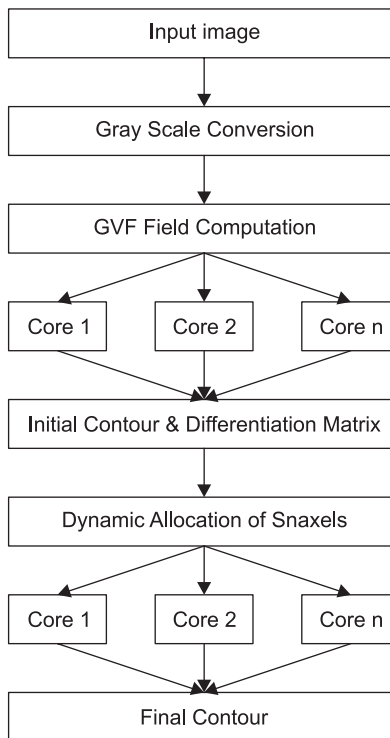 Input image
Gray Scale Conversion
GVF Field Computation
Core 1
Core 2
Core n
Initial Contour & Differentiation Matrix
Dynamic Allocation of Snaxels
Core 1
Core 2
Core n
Final Contour